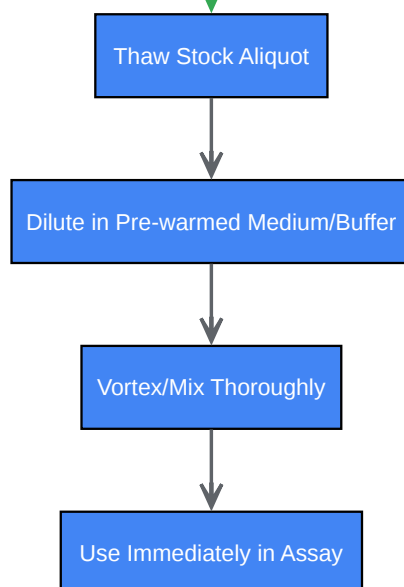 Thaw Stock Aliquot
Dilute in Pre-warmed Medium/Buffer
Vortex/Mix Thoroughly
Use Immediately in Assay